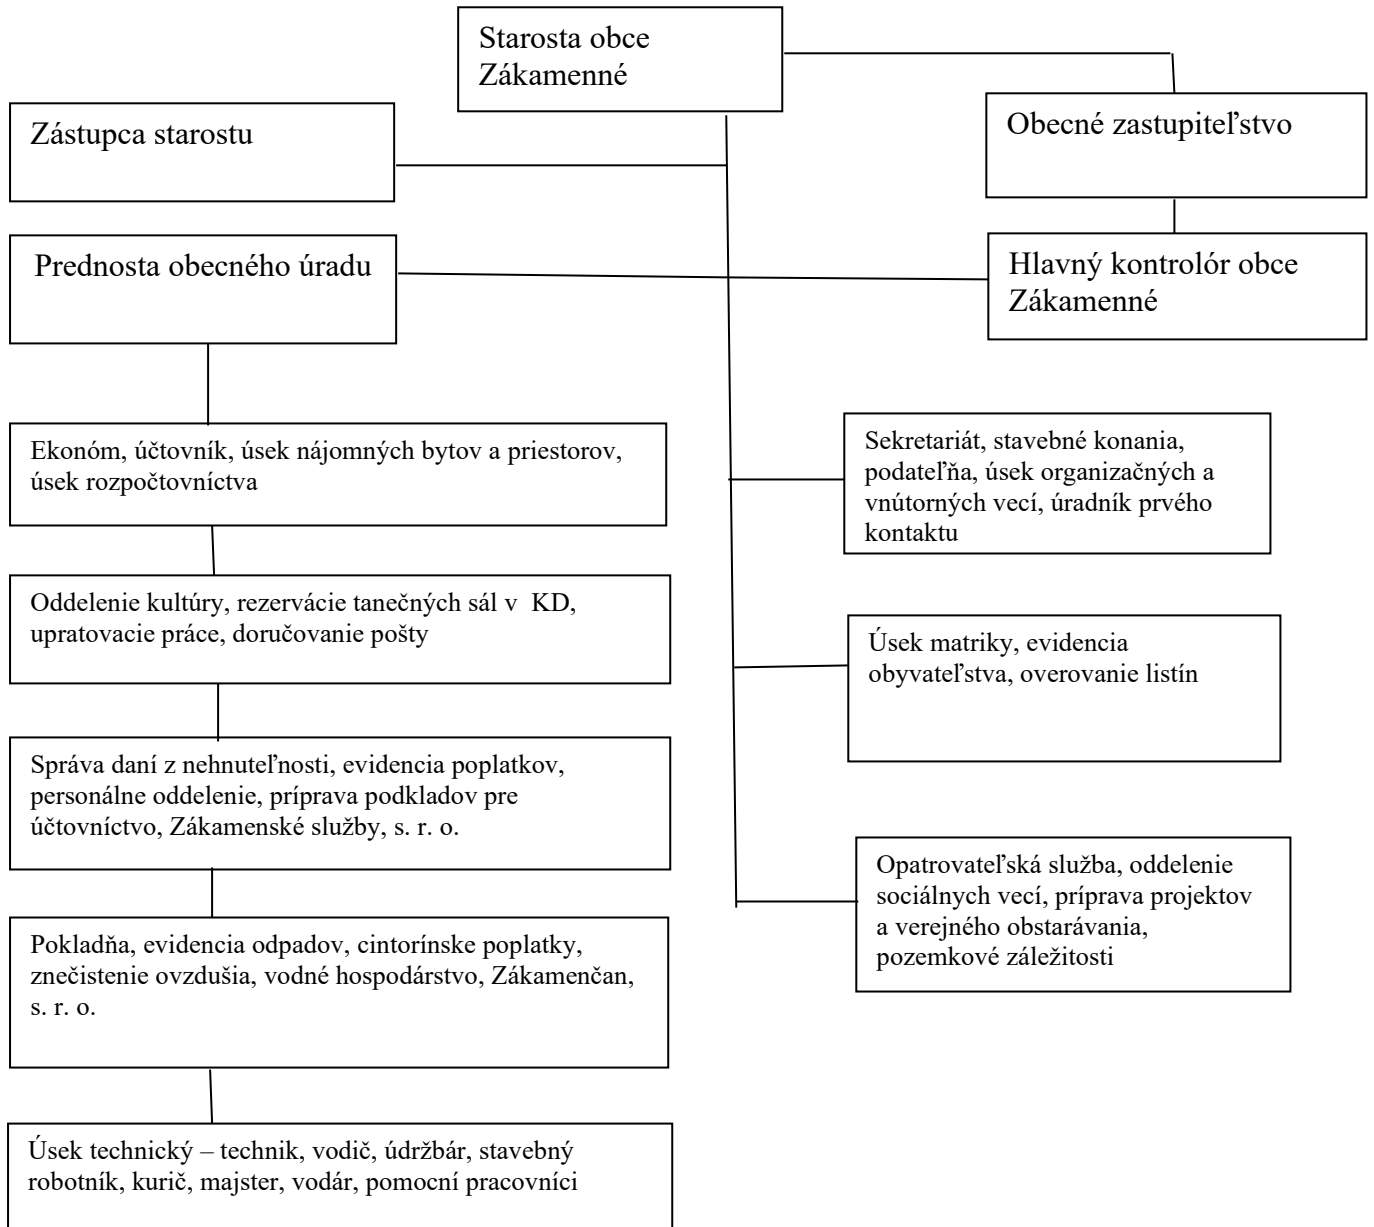 Starosta obce
Zákamenné
Zástupca starostu
Obecné zastupiteľstvo
Prednosta obecného úradu
Hlavný kontrolór obce
Zákamenné
Ekonóm, účtovník, úsek nájomných bytov a priestorov,
úsek rozpočtovníctva
Sekretariát, stavebné konania,
podateľňa, úsek organizačných a
vnútorných vecí, úradník prvého
kontaktu
Oddelenie kultúry, rezervácie tanečných sál v  KD,
upratovacie práce, doručovanie pošty
Úsek matriky, evidencia
obyvateľstva, overovanie listín
Správa daní z nehnuteľnosti, evidencia poplatkov,
personálne oddelenie, príprava podkladov pre
účtovníctvo, Zákamenské služby, s. r. o.
Opatrovateľská služba, oddelenie
sociálnych vecí, príprava projektov
a verejného obstarávania,
pozemkové záležitosti
Pokladňa, evidencia odpadov, cintorínske poplatky,
znečistenie ovzdušia, vodné hospodárstvo, Zákamenčan,
s. r. o.
Úsek technický – technik, vodič, údržbár, stavebný
robotník, kurič, majster, vodár, pomocní pracovníci